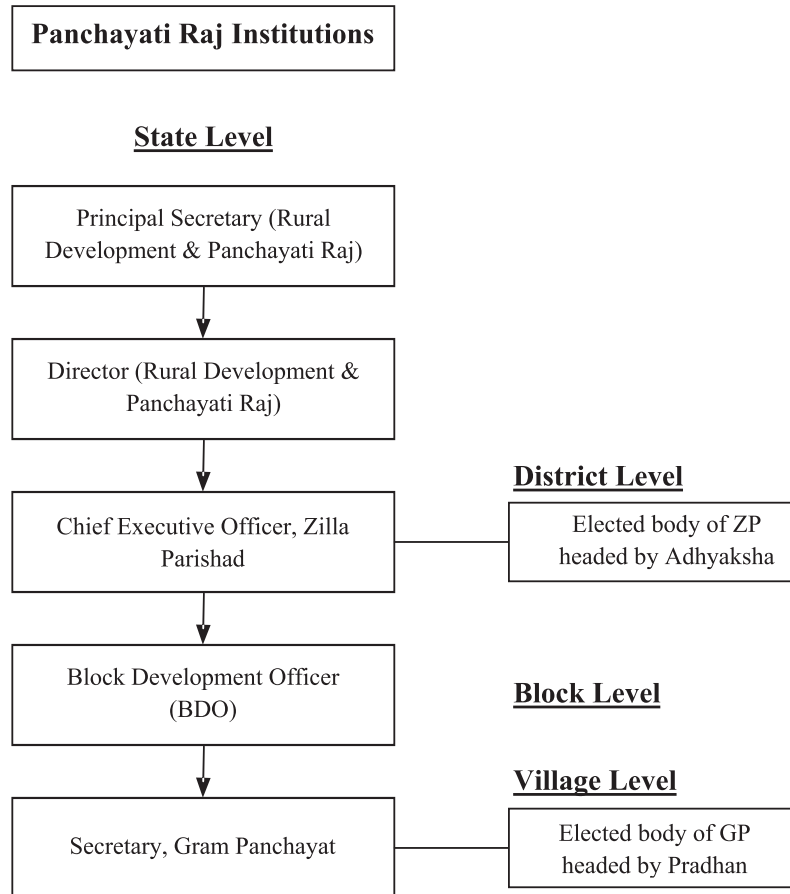 Panchayati Raj Institutions
State Level
Principal Secretary (Rural
Development & Panchayati Raj)
Director (Rural Development &
Panchayati Raj)
District Level
Chief Executive Officer, Zilla
Parishad
Elected body of ZP
headed by Adhyaksha
Block Development Officer
(BDO)
Block Level
Village Level
Secretary, Gram Panchayat
Elected body of GP
headed by Pradhan